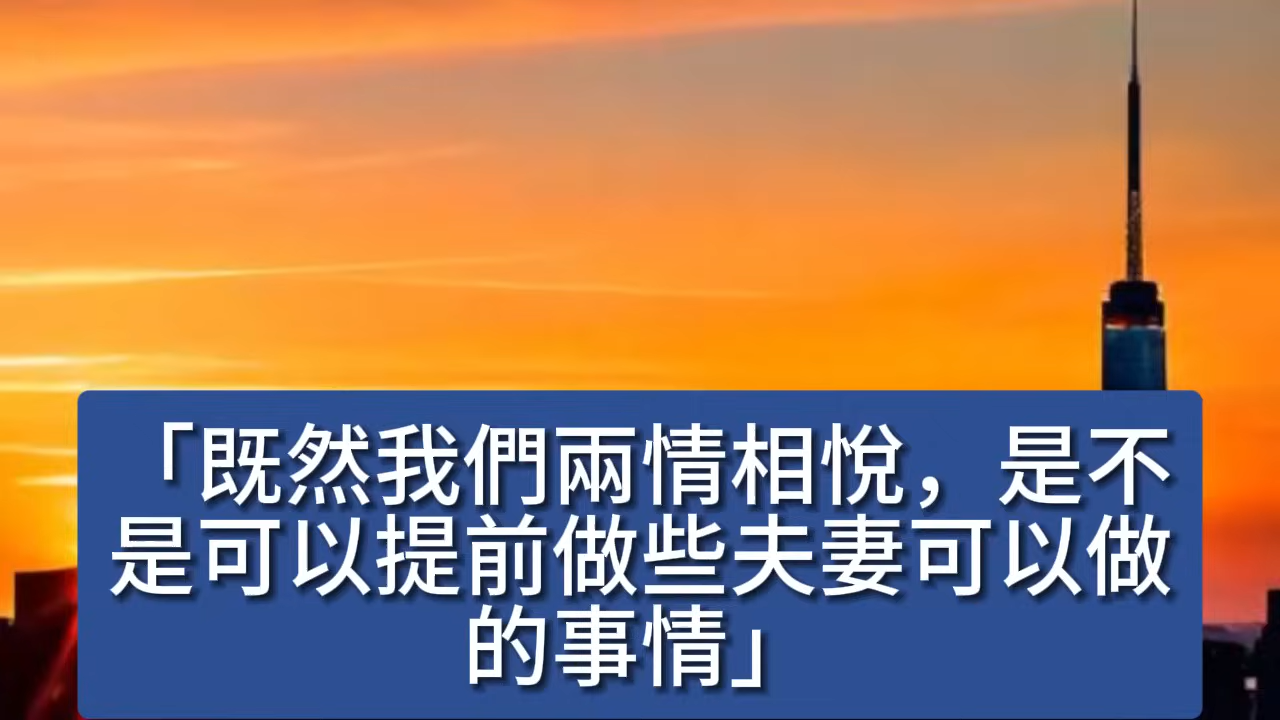 「既然我們兩情相悅，是不
是可以提前做些夫妻可以做
的事情」